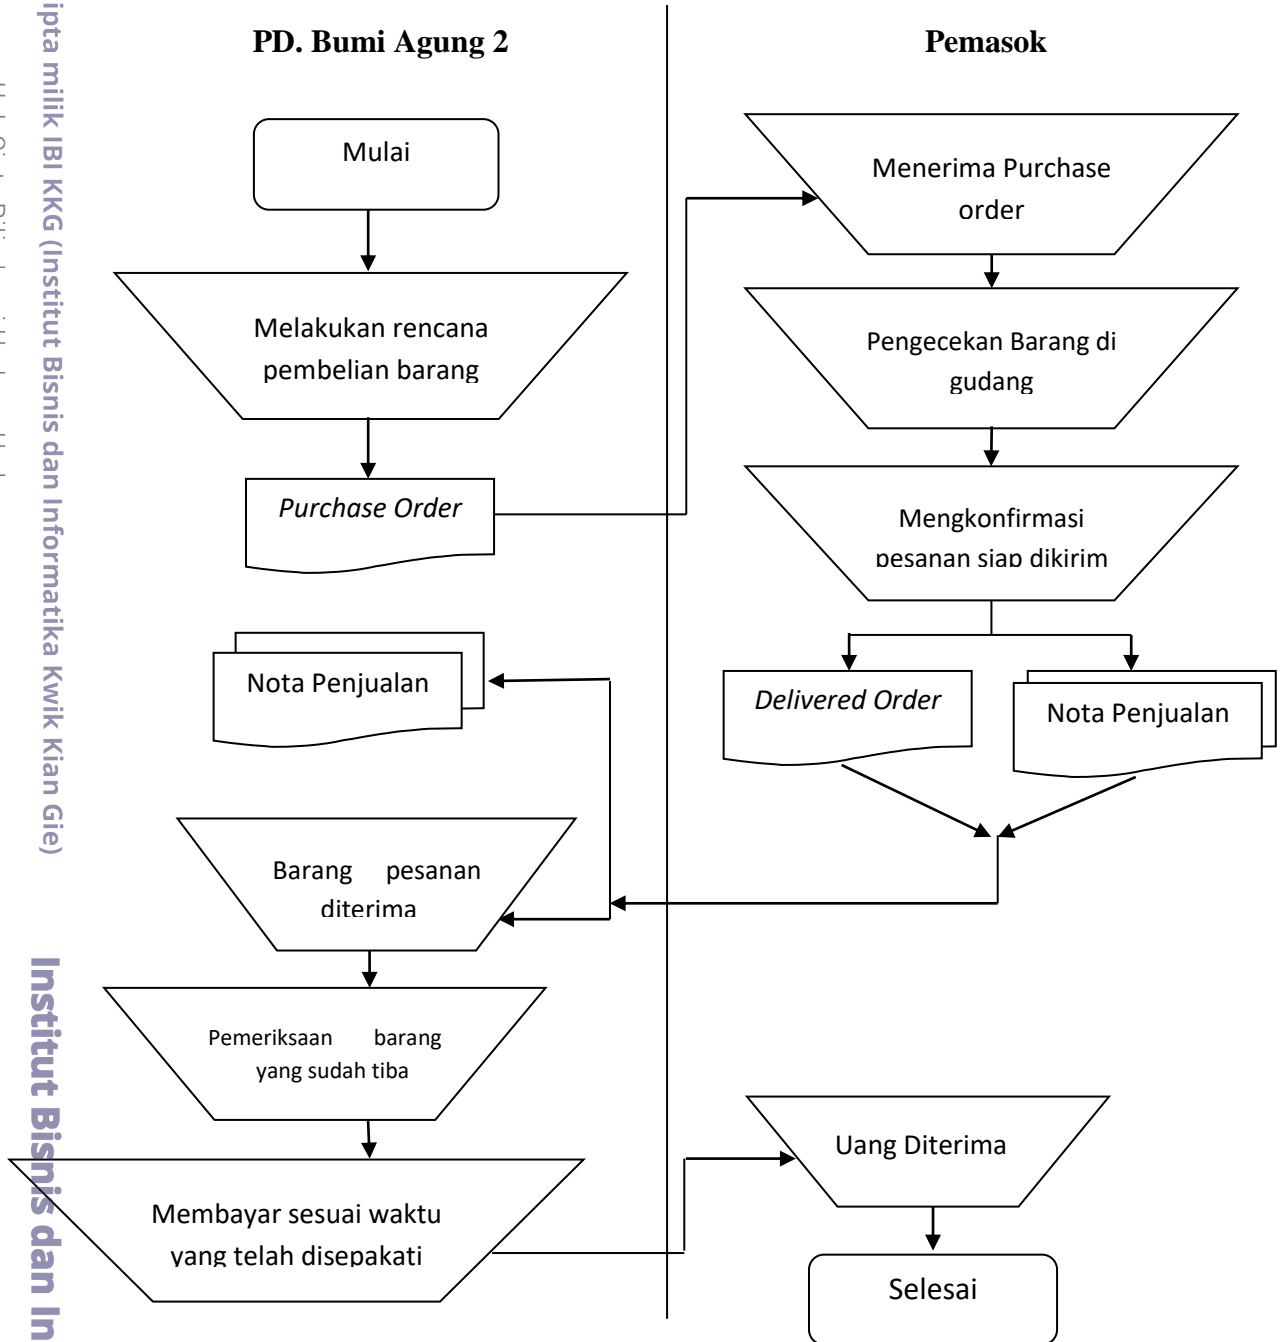 PD. Bumi Agung 2
Pemasok
Mulai
Melakukan rencana
pembelian barang
Purchase Order
Menerima Purchase
order
Pengecekan Barang di
gudang
Mengkonfirmasi
pesanan siap dikirim
Delivered Order
Nota Penjualan
Nota Penjualan
Barang pesanan
diterima
Pemeriksaan barang
yang sudah tiba
Membayar sesuai waktu
yang telah disepakati
Uang Diterima
Selesai
milik IBI KKG (Institut Bisnis dan Informatika Kwik Kian Gie)
Institut Bisnis dan